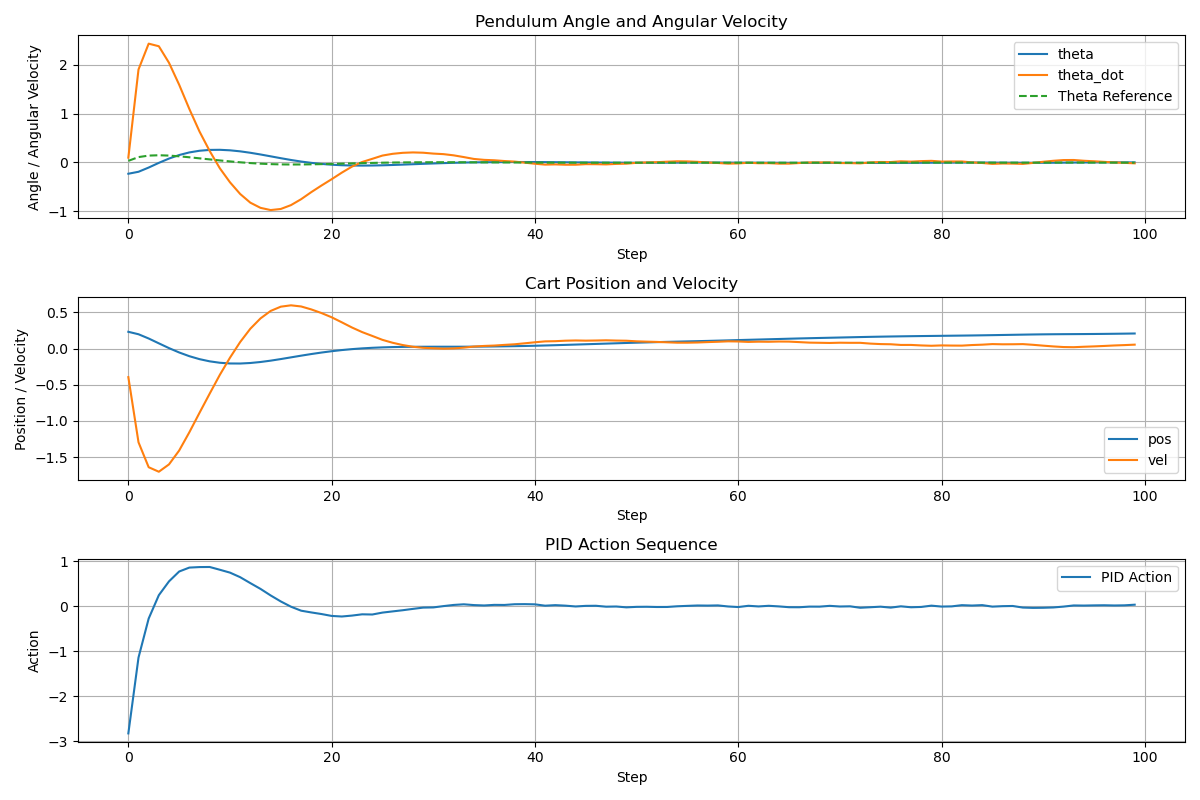 Pendulum Angle and Angular Velocity
Angle / Angular Velocity
2
1
0
−1
theta
theta_dot
Theta Reference
0 20 40 60 80 100
Step
Cart Position and Velocity
Position / Velocity
0.5
0.0
−0.5
−1.0
−1.5
pos
vel
0 20 40 60 80 100
Step
PID Action Sequence
Action
1
0
−1
−2
−3
PID Action
0 20 40 60 80 100
Step